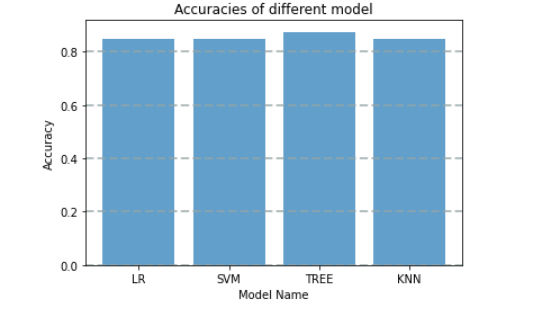 Accuracies of different model
Accuracy
0.8
0.6
0.4
0.2
0.0
LR SVM TREE KNN
Model Name